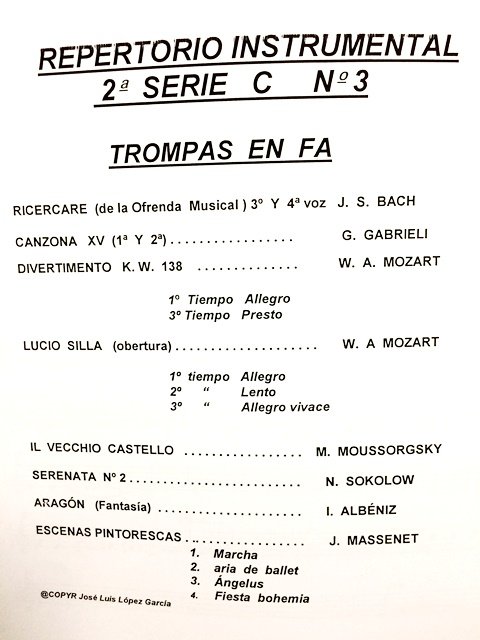 REPERTORIO INSTRUMENTAL
2ª SERIE C Nº 3
TROMPAS EN FA
RICERCARE (de la Ofrenda Musical ) 3º Y 4ª voz J. S. BACH
CANZONA XV (1ª Y 2ª) . . . . . . . . . . . . . . . . . G. GABRIELI
DIVERTIMENTO K. W. 138 . . . . . . . . . . . . . . W. A. MOZART
1º Tiempo Allegro
3º Tiempo Presto
LUCIO SILLA (obertura) . . . . . . . . . . . . . . . . . . . . W. A MOZART
1º tiempo Allegro
2º “ Lento
3º “ Allegro vivace
IL VECCHIO CASTELLO . . . . . . . . . . . . . . . . . M. MOUSSORGSKY
SERENATA Nº 2 . . . . . . . . . . . . . . . . . . . . . . . . N. SOKOLOW
ARAGÓN (Fantasía) . . . . . . . . . . . . . . . . . . . . I. ALBÉNIZ
ESCENAS PINTORESCAS . . . . . . . . . . . . . . . . . J. MASSENET
1. Marcha
2. aria de ballet
3. Ángelus
4. Fiesta bohemia
@COPYR José Luis López García